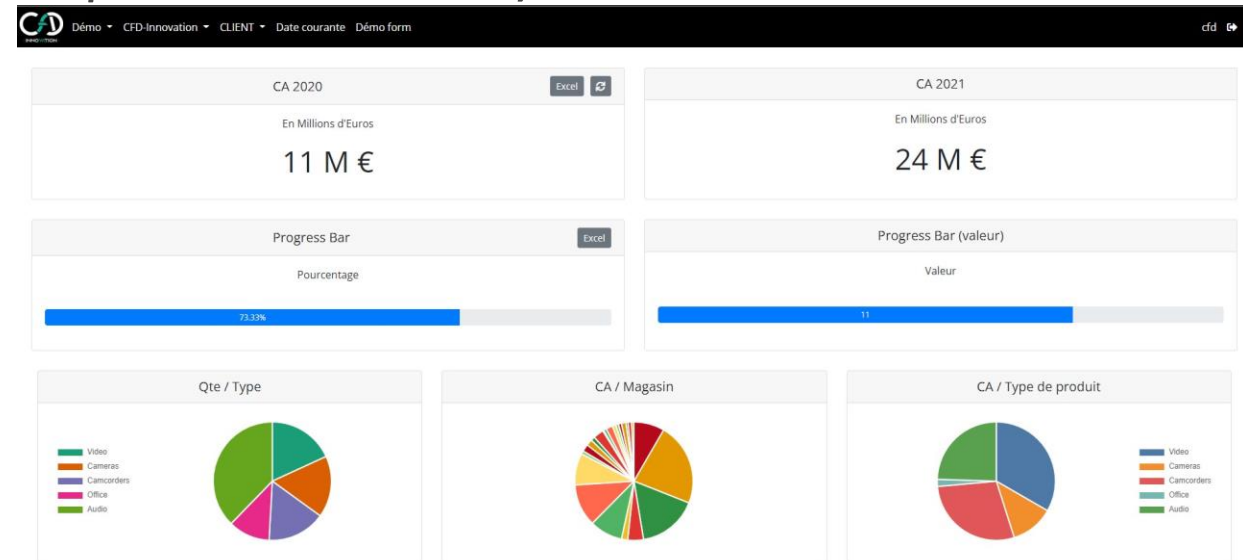 CfD
INNOVATION
Démo CFD-Innovation CLIENT Date courante Démo form cfd
CA 2020 Excel
En Millions d'Euros
11 M €
CA 2021
En Millions d'Euros
24 M €
Progress Bar Excel
Pourcentage
73.33%
Progress Bar (valeur)
Valeur
11
Qte / Type
Video
Cameras
Camcorders
Office
Audio
CA / Magasin
CA / Type de produit
Video
Cameras
Camcorders
Office
Audio